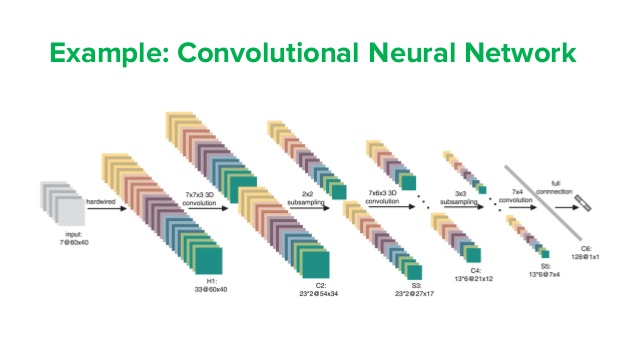 Example: Convolutional Neural Network
hardwired
7x7x3 3D
convolution
2x2
subsampling
7x6x3 3D
convolution
3x3
subsampling
7x4
convolution
full
connnection
input:
7@60x40
H1:
33@60x40
C2:
23*2@54x34
S3:
23*2@27x17
C4:
13*6@21x12
S5:
13*6@7x4
C6:
128@1x1